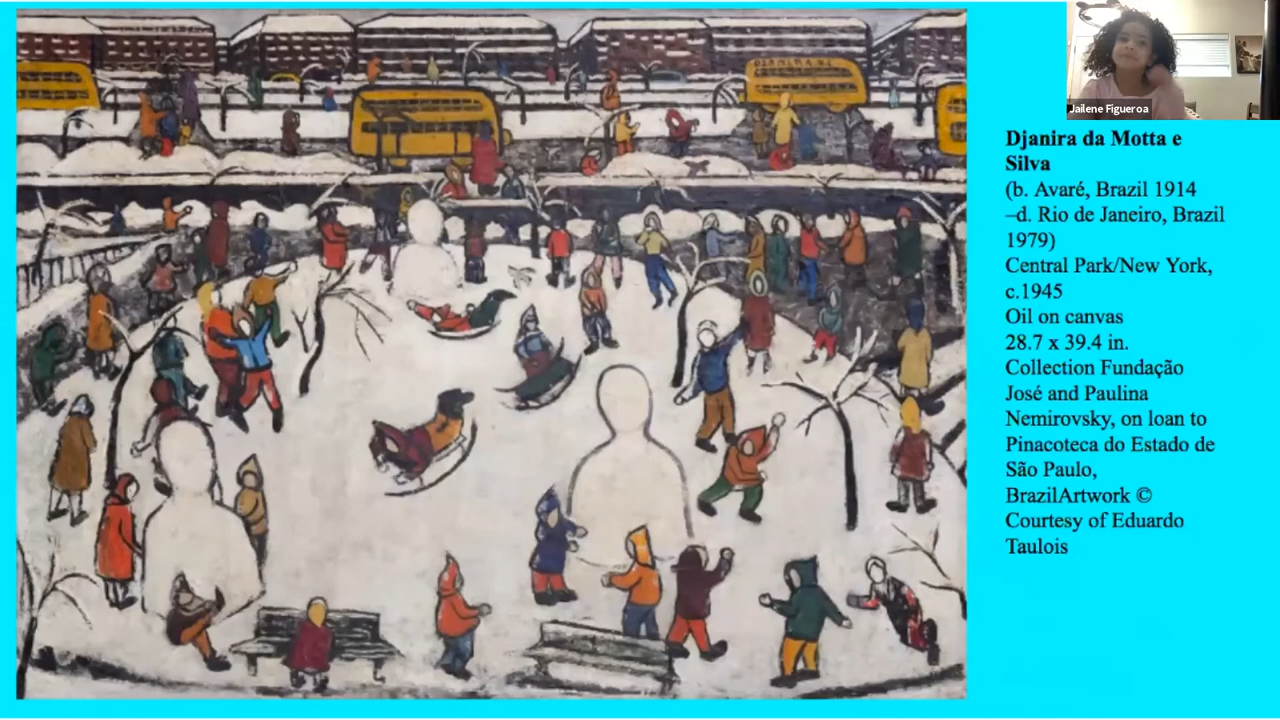 Jailene Figueroa
Djanira da Motta e
Silva
(b. Avaré, Brazil 1914
–d. Rio de Janeiro, Brazil
1979)
Central Park/New York,
c.1945
Oil on canvas
28.7 x 39.4 in.
Collection Fundação
José and Paulina
Nemirovsky, on loan to
Pinacoteca do Estado de
São Paulo,
BrazilArtwork ©
Courtesy of Eduardo
Taulois